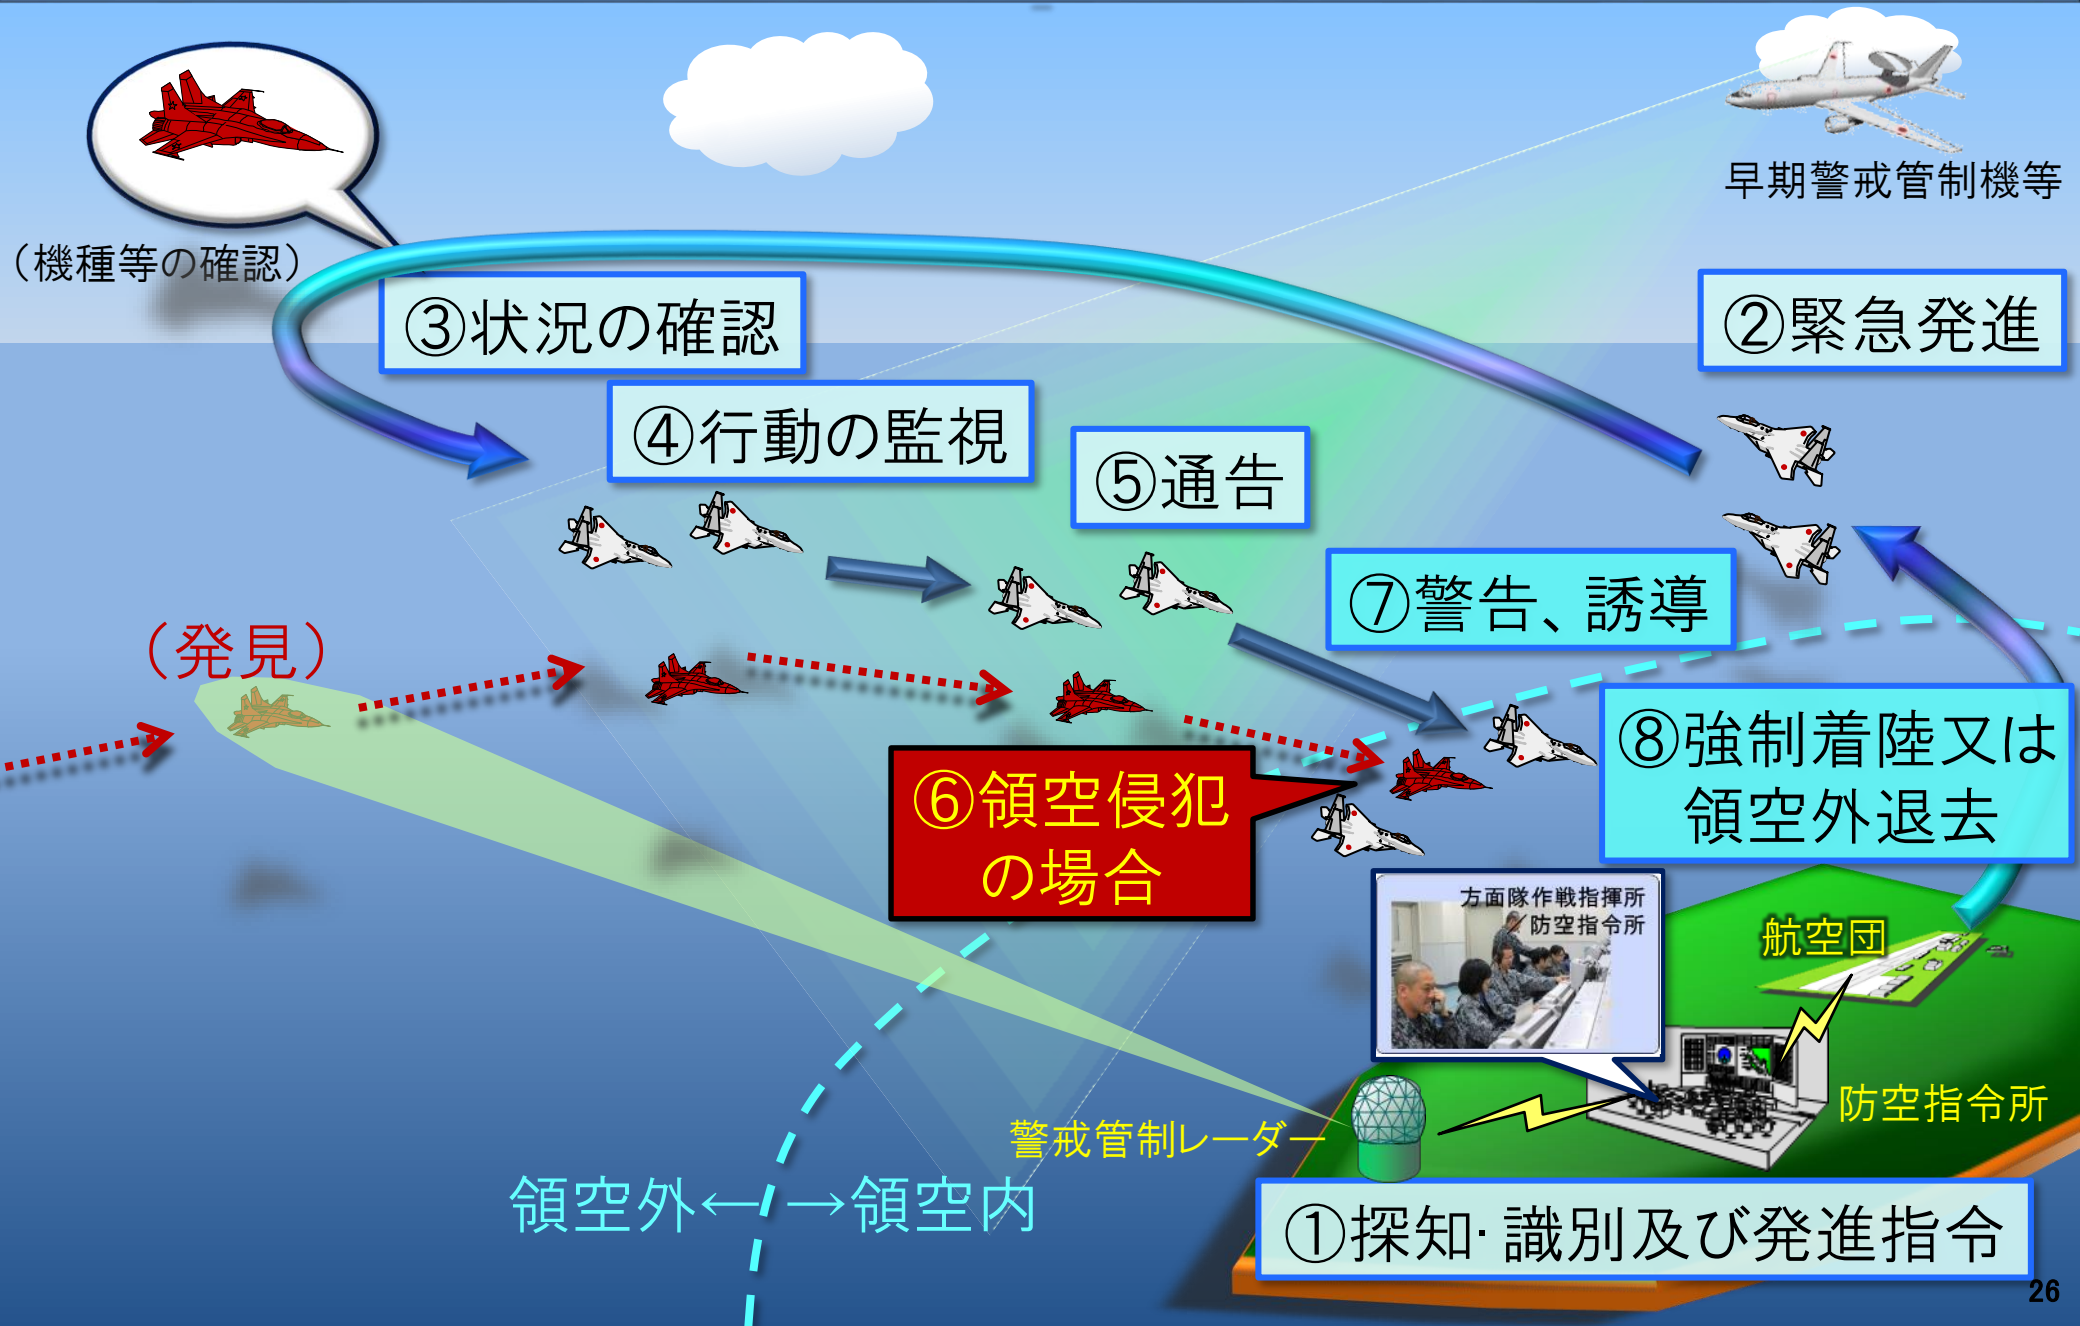 早期警戒管制機等
（機種等の確認）
③状況の確認
②緊急発進
④行動の監視
⑤通告
⑦警告、誘導
（発見）
⑧強制着陸又は
領空外退去
⑥領空侵犯
の場合
方面隊作戦指揮所
／防空指令所
航空団
防空指令所
警戒管制レーダー
領空外←→領空内
①探知・識別及び発進指令
26